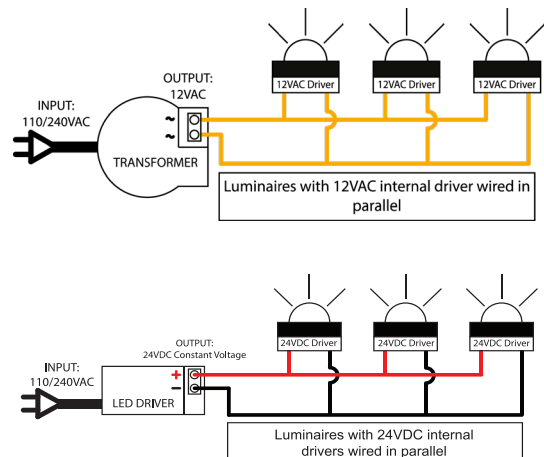 12VAC Driver
12VAC Driver
12VAC Driver
OUTPUT:
12VAC
INPUT:
110/240VAC
~
~
TRANSFORMER
Luminaires with 12VAC internal driver wired in
parallel
24VDC Driver
24VDC Driver
24VDC Driver
OUTPUT:
24VDC Constant Voltage
INPUT:
110/240VAC
+
−
LED DRIVER
Luminaires with 24VDC internal
drivers wired in parallel